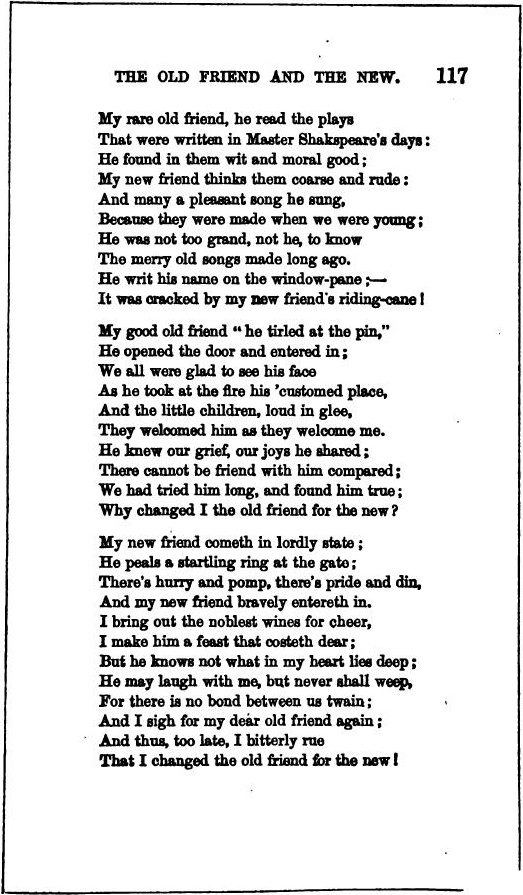 THE OLD FRIEND AND THE NEW. 117
My rare old friend, he read the plays
That were written in Master Shakspeare's days:
He found in them wit and moral good;
My new friend thinks them coarse and rude:
And many a pleasant song he sung,
Because they were made when we were young;
He was not too grand, not he, to know
The merry old songs made long ago.
He writ his name on the window-pane;—
It was cracked by my new friend's riding-cane!
My good old friend "he tirled at the pin,"
He opened the door and entered in;
We all were glad to see his face
As he took at the fire his 'customed place,
And the little children, loud in glee,
They welcomed him as they welcome me.
He knew our grief, our joys he shared;
There cannot be friend with him compared;
We had tried him long, and found him true;
Why changed I the old friend for the new?
My new friend cometh in lordly state;
He peals a startling ring at the gate;
There's hurry and pomp, there's pride and din,
And my new friend bravely entereth in.
I bring out the noblest wines for cheer,
I make him a feast that costeth dear;
But he knows not what in my heart lies deep;
He may laugh with me, but never shall weep,
For there is no bond between us twain;
And I sigh for my dear old friend again;
And thus, too late, I bitterly rue
That I changed the old friend for the new!